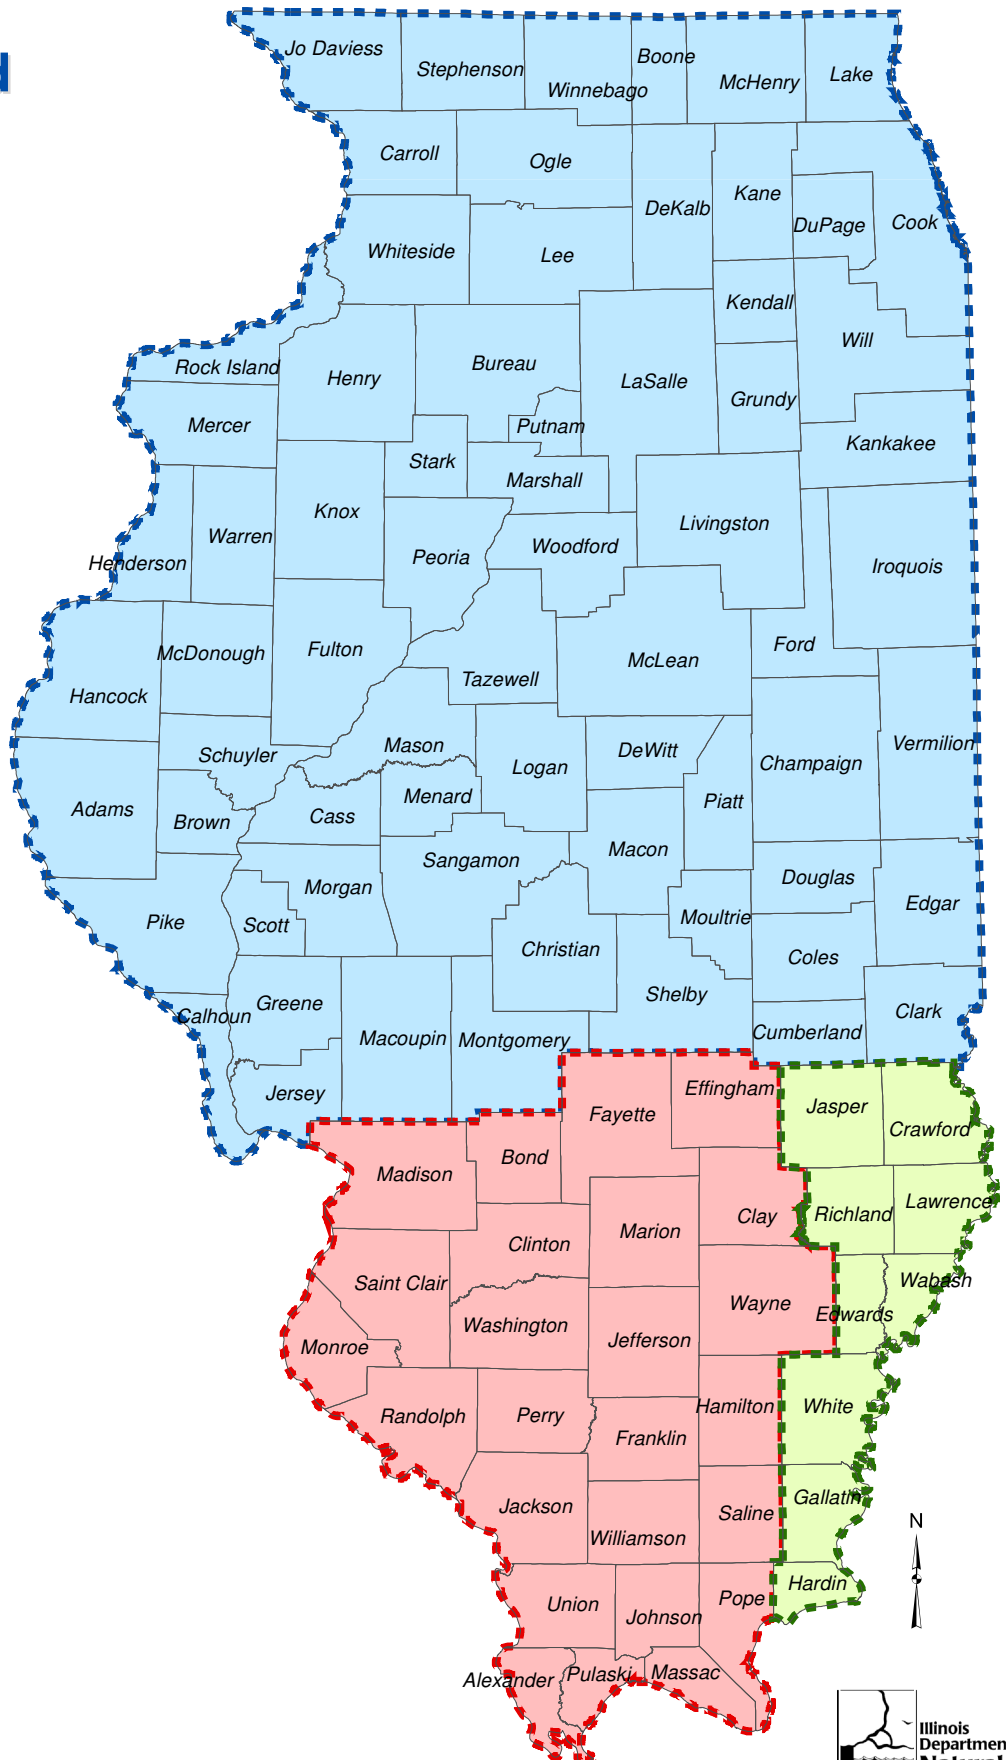 Jo Daviess
Stephenson
Winnebago
Boone
McHenry
Lake
Carroll
Ogle
DeKalb
Kane
DuPage
Cook
Whiteside
Lee
Kendall
Will
Rock Island
Henry
Bureau
LaSalle
Grundy
Mercer
Putnam
Kankakee
Stark
Marshall
Knox
Livingston
Warren
Henderson
Peoria
Woodford
Iroquois
McDonough
Fulton
Ford
McLean
Hancock
Tazewell
Schuyler
Mason
Logan
DeWitt
Champaign
Vermilion
Adams
Brown
Cass
Menard
Piatt
Macon
Sangamon
Douglas
Morgan
Edgar
Pike
Scott
Moultrie
Christian
Coles
Shelby
Greene
Calhoun
Clark
Macoupin
Montgomery
Cumberland
Jersey
Effingham
Fayette
Jasper
Crawford
Madison
Bond
Clay
Richland
Lawrence
Marion
Clinton
Saint Clair
Wabash
Wayne
Edwards
Washington
Jefferson
Monroe
Randolph
Perry
Hamilton
White
Franklin
Jackson
Gallatin
Saline
Williamson
N
Hardin
Union
Johnson
Pope
Alexander
Pulaski
Massac
Illinois
Department